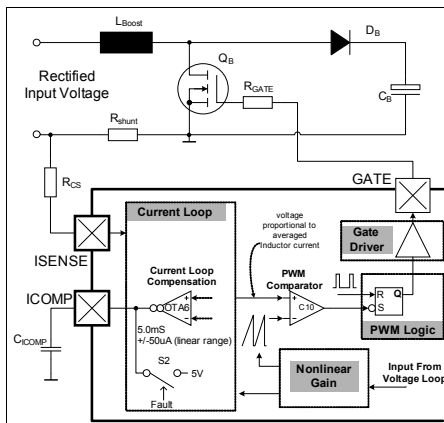 LBoost
DB
QB
Rectified
Input Voltage
RGATE
CB
Rshunt
RCS
GATE
Current Loop
voltage
proportional to
averaged
inductor current
Gate
Driver
ISENSE
ICOMP
Current Loop
Compensation
PWM
Comparator
OTA6
C10
R
Q
S
PWM Logic
5.0mS
+/-50uA (linear range)
CICOMP
S2
5V
Fault
Nonlinear
Gain
Input From
Voltage Loop